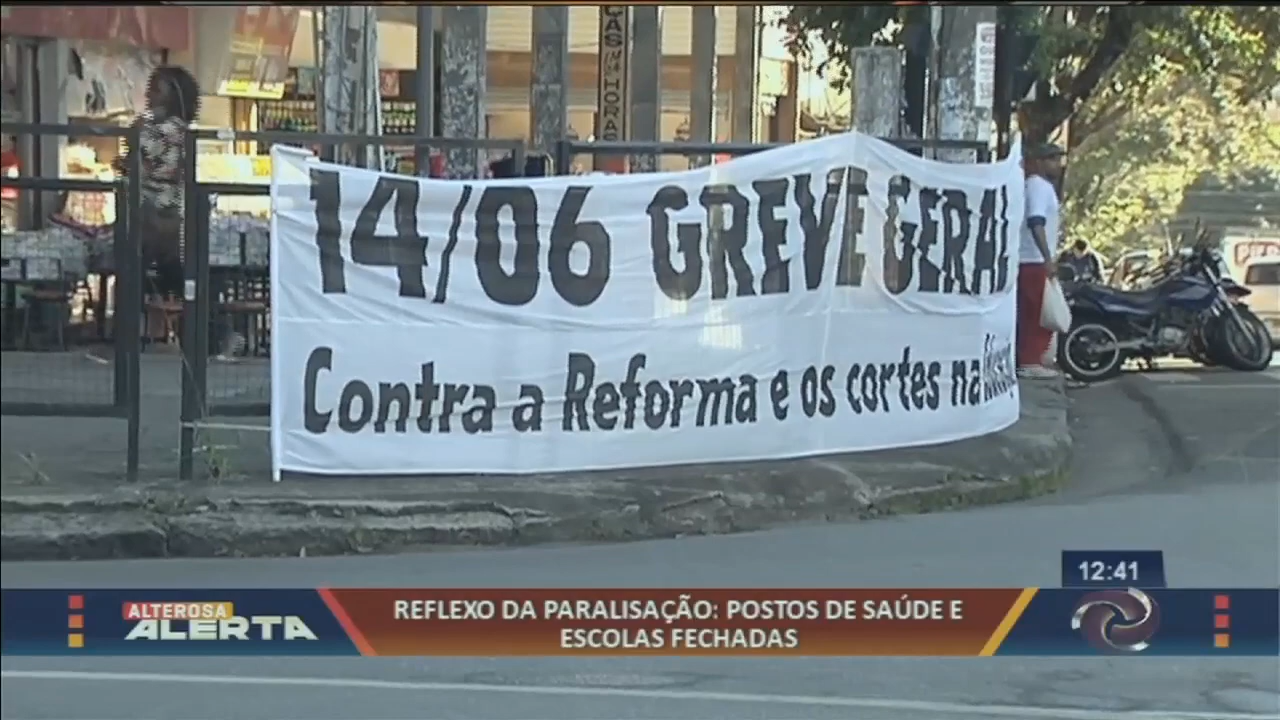 14/06 GREVE GERAL
Contra a Reforma e os cortes na
12:41
ALTEROSA
ALERTA
REFLEXO DA PARALISAÇÃO: POSTOS DE SAÚDE E
ESCOLAS FECHADAS